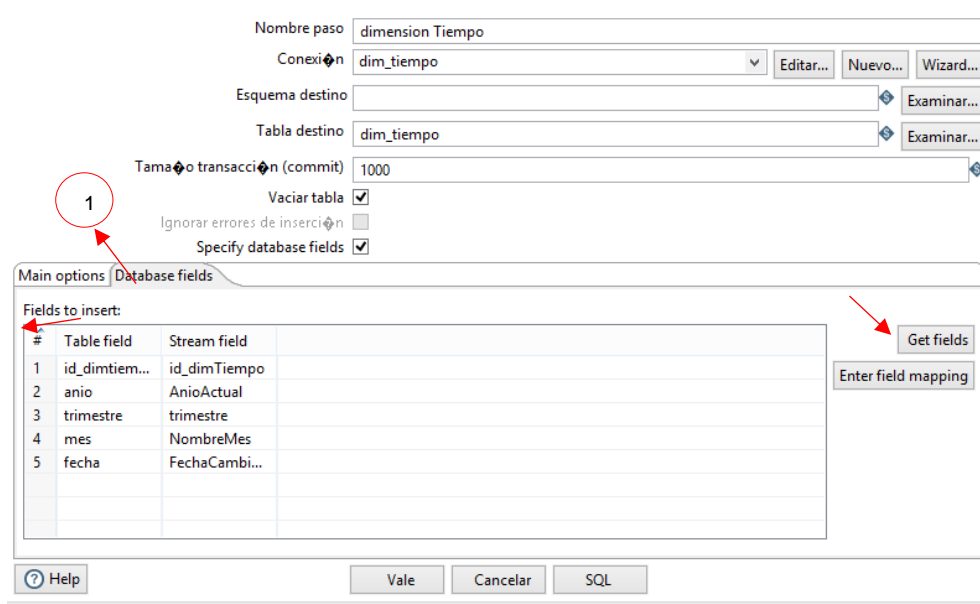 Nombre paso dimension Tiempo
Conexi�n dim_tiempo Editar... Nuevo... Wizard...
Esquema destino Examinar...
Tabla destino dim_tiempo Examinar...
Tama�o transacci�n (commit) 1000
1 Vaciar tabla
Ignorar errores de inserci�n
Specify database fields
Main options Database fields
Fields to insert:
# Table field Stream field Get fields
1 id_dimtiem... id_dimTiempo Enter field mapping
2 anio AnioActual
3 trimestre trimestre
4 mes NombreMes
5 fecha FechaCambi...
Help Vale Cancelar SQL